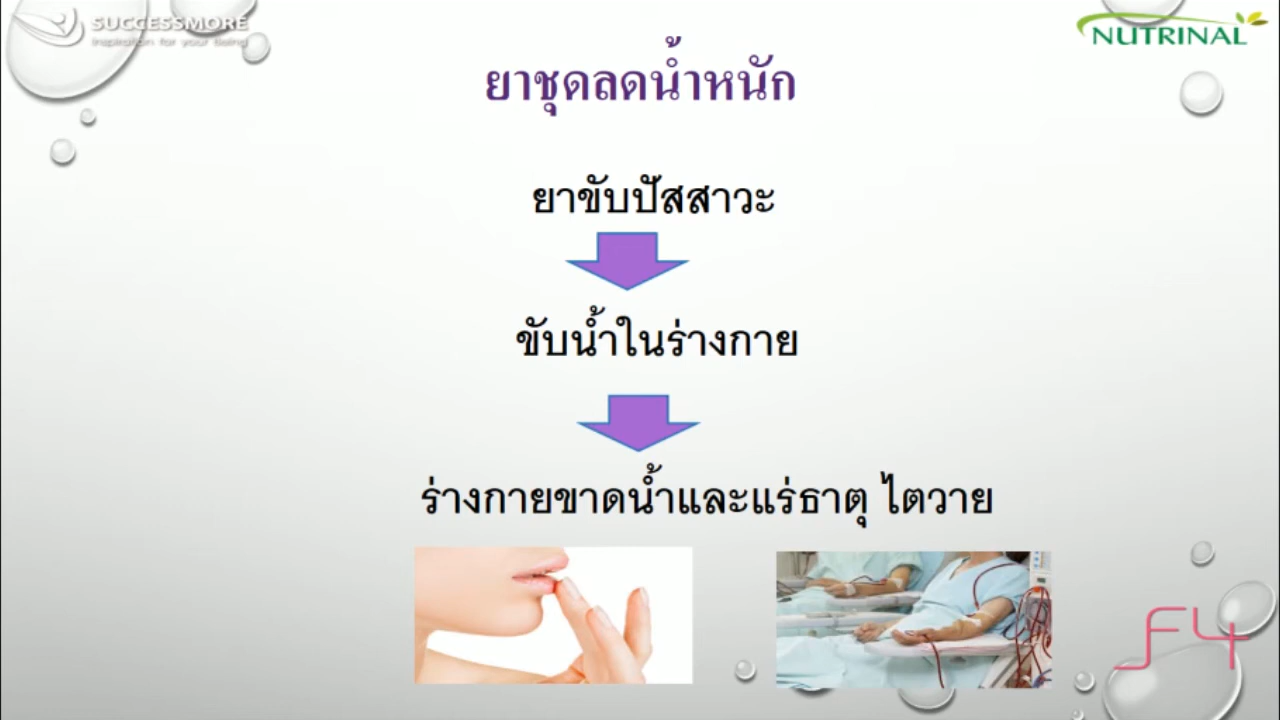 SUCCESSMORE
Inspiration for your Being
NUTRINAL
ยาชุดลดน้ำหนัก
ยาขับปัสสาวะ
ขับน้ำในร่างกาย
ร่างกายขาดน้ำและแร่ธาตุ ไตวาย
F4